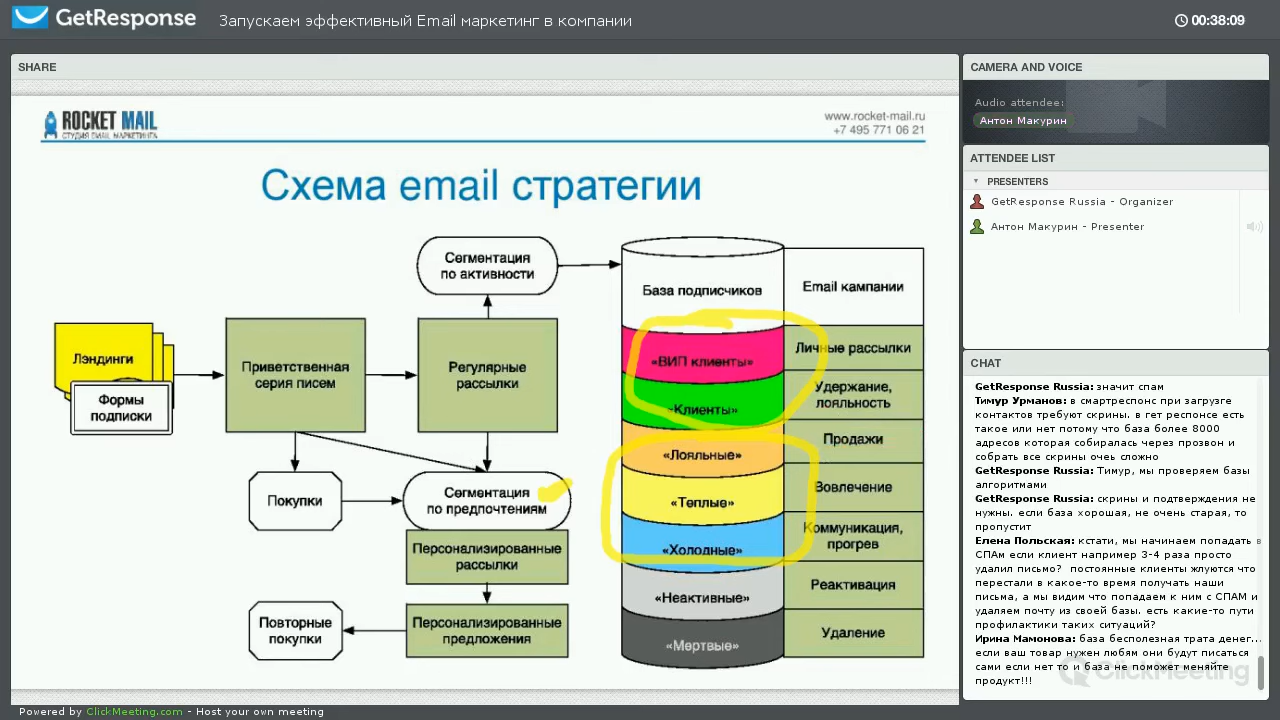 GetResponse
Запускаем эффективный Email маркетинг в компании
00:38:09
SHARE
ROCKET MAIL
СТУДИЯ EMAIL МАРКЕТИНГА
www.rocket-mail.ru
+7 495 771 06 21
Схема email стратегии
Лэндинги
Формы
подписки
Приветственная
серия писем
Регулярные
рассылки
Сегментация
по активности
Покупки
Сегментация
по предпочтениям
Персонализированные
рассылки
Персонализированные
предложения
Повторные
покупки
База подписчиков
«ВИП клиенты»
«Клиенты»
«Лояльные»
«Теплые»
«Холодные»
«Неактивные»
«Мертвые»
Email кампании
Личные рассылки
Удержание,
лояльность
Продажи
Вовлечение
Коммуникация,
прогрев
Реактивация
Удаление
CAMERA AND VOICE
Audio attendee:
Антон Макурин
ATTENDEE LIST
PRESENTERS
GetResponse Russia - Organizer
Антон Макурин - Presenter
CHAT
GetResponse Russia: значит спам
Тимур Урманов: в смартреспонс при загрузге
контактов требуют скрины. в гет респонсе есть
такое или нет потому что база более 8000
адресов которая собиралась через прозвон и
собрать все скрины очеь сложно
GetResponse Russia: Тимур, мы проверяем базы
алгоритмами
GetResponse Russia: скрины и подтверждения не
нужны. если база хорошая, не очень старая, то
пропустит
Елена Польская: кстати, мы начинаем попадать в
СПАм если клиент например 3-4 раза просто
удалил письмо? постоянные клиенты жлуются что
перестали в какое-то время получать наши
письма, а мы видим что попадаем к ним с СПАМ и
удаляем почту из своей базы. есть какие-то пути
профилактики таких ситуаций?
Ирина Мамонова: база бесполезная трата денег...
если ваш товар нужен любям они будут писаться
сами если нет то и база не поможет меняйте
продукт!!!
ClickMeeting
Powered by ClickMeeting.com - Host your own meeting